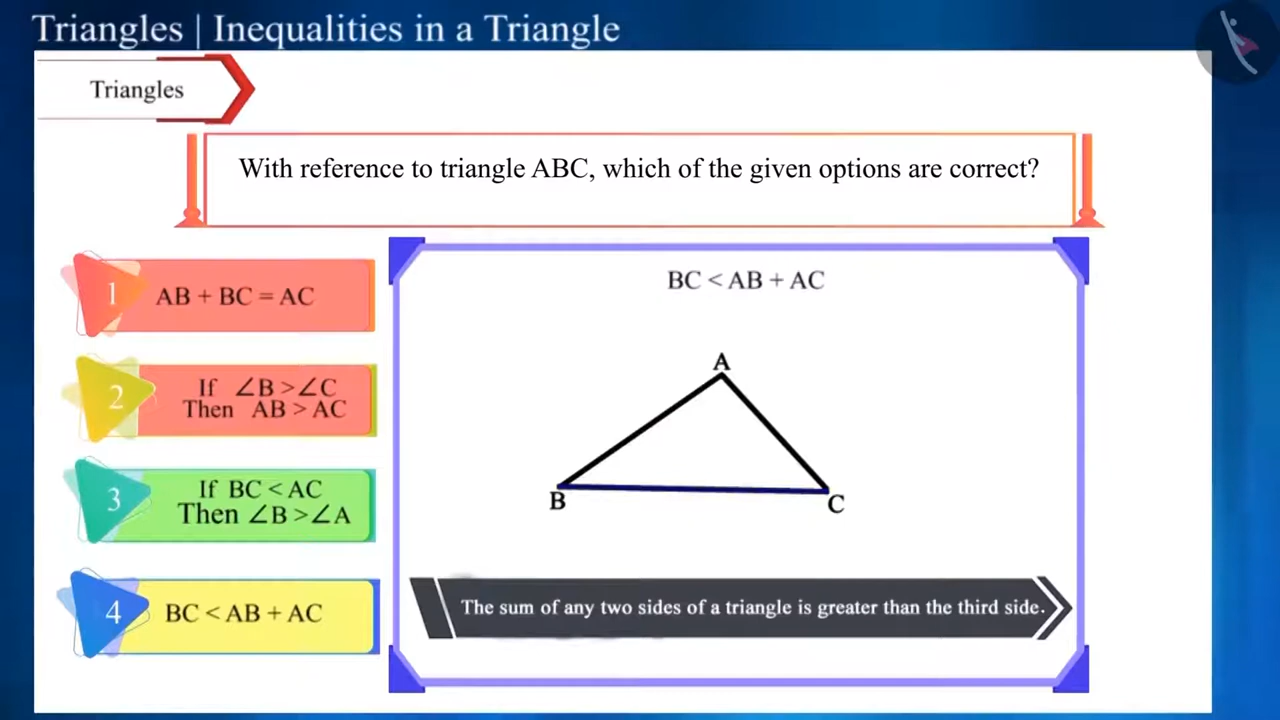 Triangles | Inequalities in a Triangle
Triangles
With reference to triangle ABC, which of the given options are correct?
1
AB + BC = AC
2
If ∠B > ∠C
Then AB > AC
3
If BC < AC
Then ∠B > ∠A
4
BC < AB + AC
BC < AB + AC
A
B
C
The sum of any two sides of a triangle is greater than the third side.